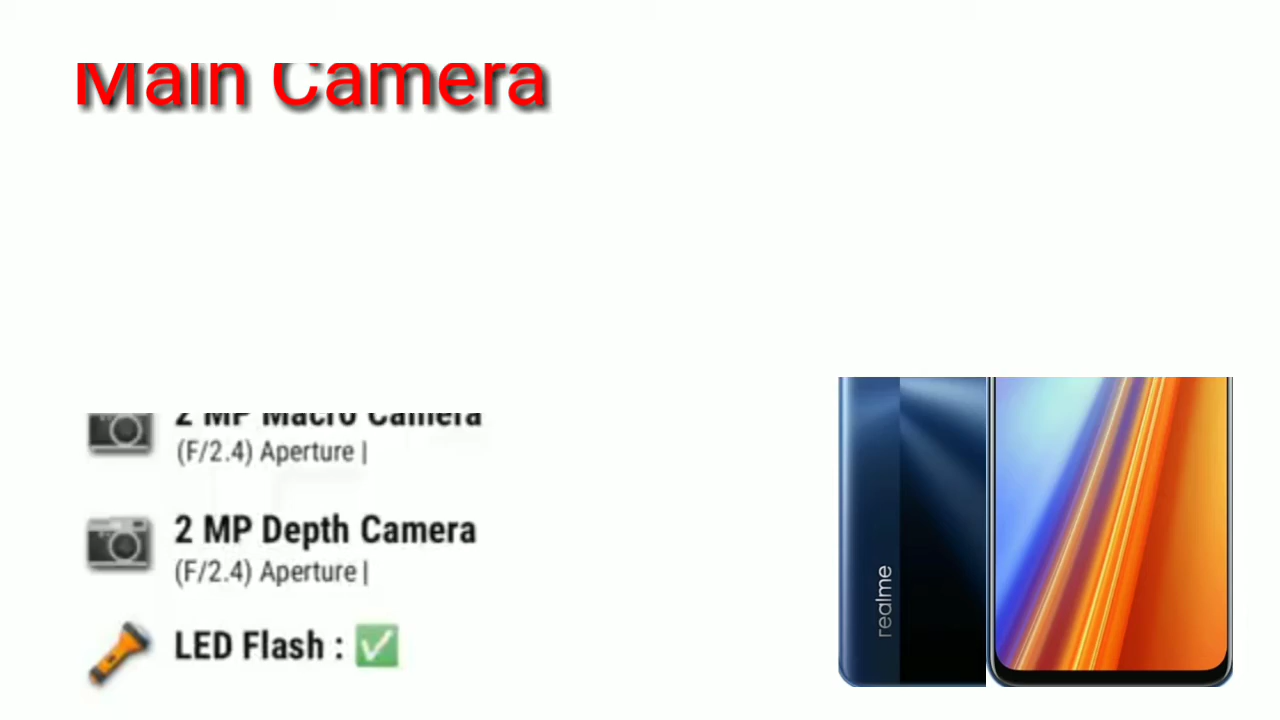 Main Camera
2 MP Macro Camera
(F/2.4) Aperture |
2 MP Depth Camera
(F/2.4) Aperture |
LED Flash : ✅
realme